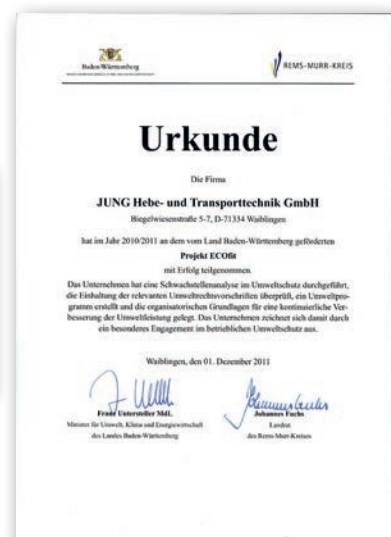 Baden-Württemberg
REMS-MURR-KREIS
Urkunde
Die Firma
JUNG Hebe- und Transporttechnik GmbH
Biegelwiesenstraße 5-7, D-71334 Waiblingen
hat im Jahr 2010/2011 an dem vom Land Baden-Württemberg geförderten
Projekt ECOfit
mit Erfolg teilgenommen.
Das Unternehmen hat eine Schwachstellenanalyse im Umweltschutz durchgeführt,
die Einhaltung der relevanten Umweltrechtsvorschriften überprüft, ein Umweltpro-
gramm erstellt und die organisatorischen Grundlagen für eine kontinuierliche Ver-
besserung der Umweltleistung gelegt. Das Unternehmen zeichnet sich damit durch
ein besonderes Engagement im betrieblichen Umweltschutz aus.
Waiblingen, den 01. Dezember 2011
Franz Untersteller MdL
Johannes Fuchs
Minister für Umwelt, Klima und Energiewirtschaft
Landrat
des Landes Baden-Württemberg
des Rems-Murr-Kreises